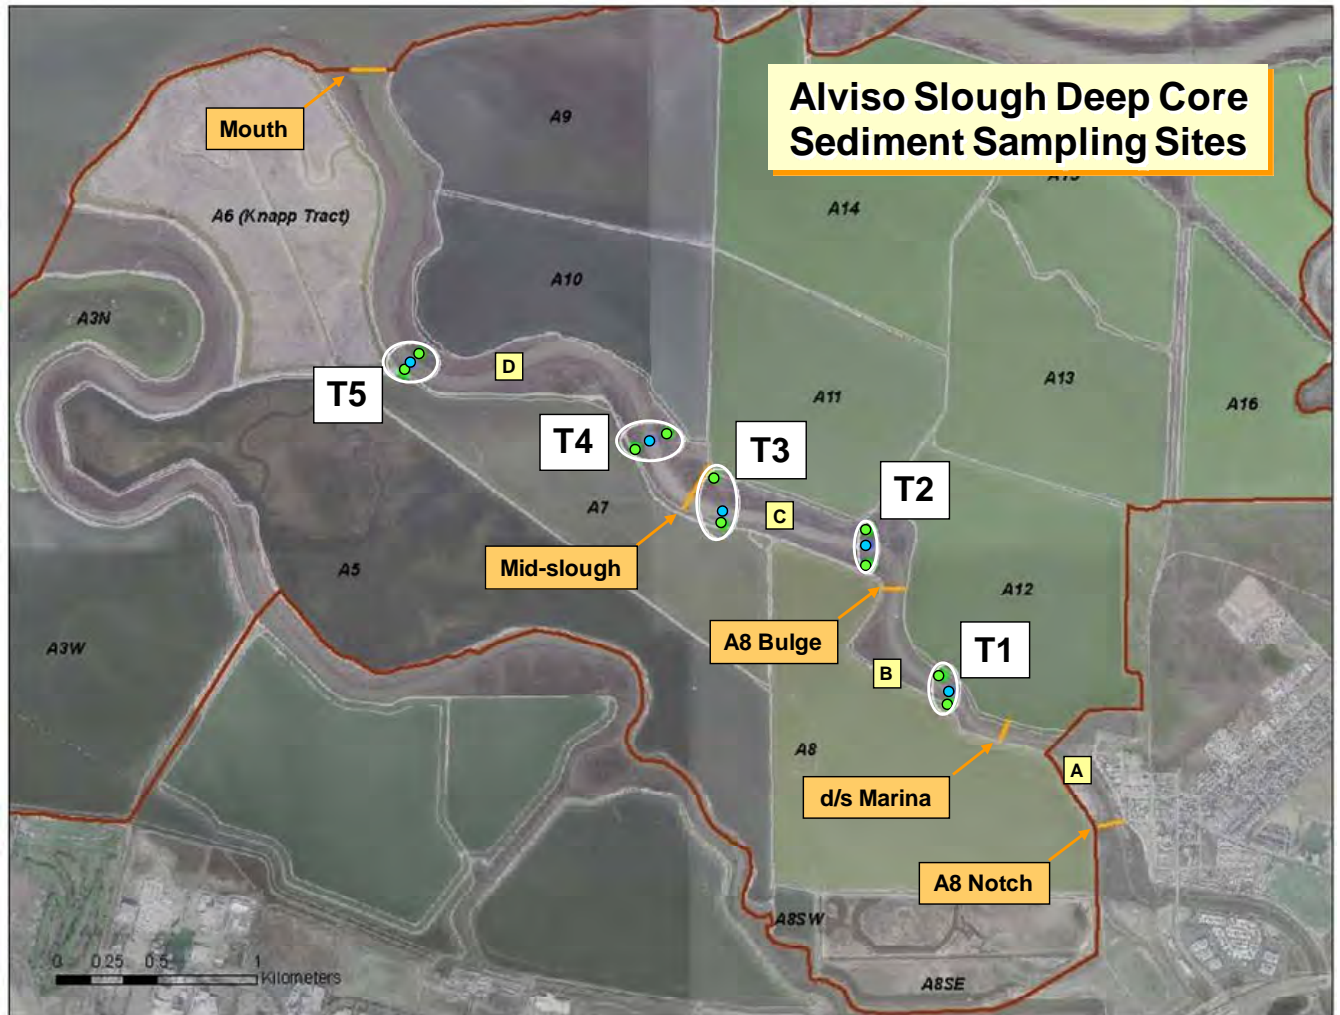 Alviso Slough Deep Core
Sediment Sampling Sites
Mouth
A9
A14
A15
A6 (Knapp Tract)
A10
A3N
D
T5
A13
A11
A16
T4
T3
T2
A7
C
Mid-slough
A5
A12
A8 Bulge
T1
A3W
B
A8
A
d/s Marina
A8 Notch
A8SW
0 0.25 0.5 1
Kilometers
A8SE